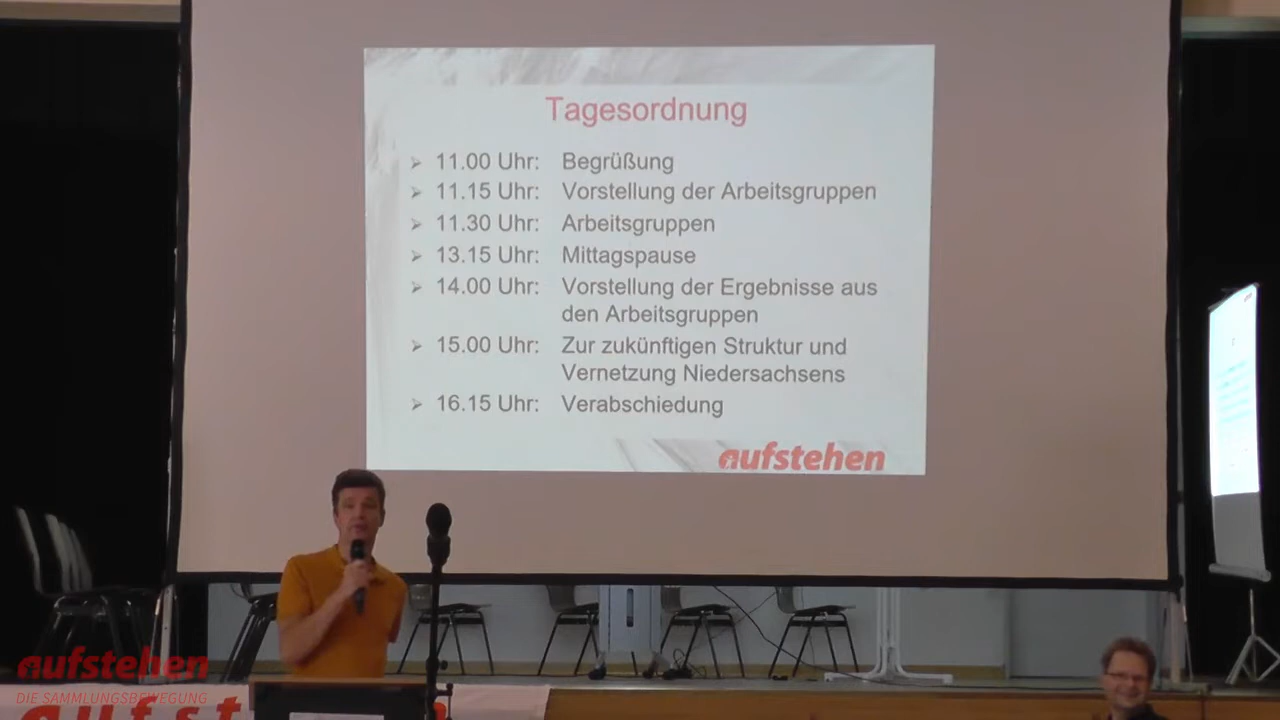 Tagesordnung
➢ 11.00 Uhr: Begrüßung
➢ 11.15 Uhr: Vorstellung der Arbeitsgruppen
➢ 11.30 Uhr: Arbeitsgruppen
➢ 13.15 Uhr: Mittagspause
➢ 14.00 Uhr: Vorstellung der Ergebnisse aus
den Arbeitsgruppen
➢ 15.00 Uhr: Zur zukünftigen Struktur und
Vernetzung Niedersachsens
➢ 16.15 Uhr: Verabschiedung
aufstehen
aufstehen
DIE SAMMLUNGSBEWEGUNG